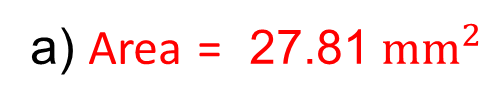 a) Area = 27.81 mm²